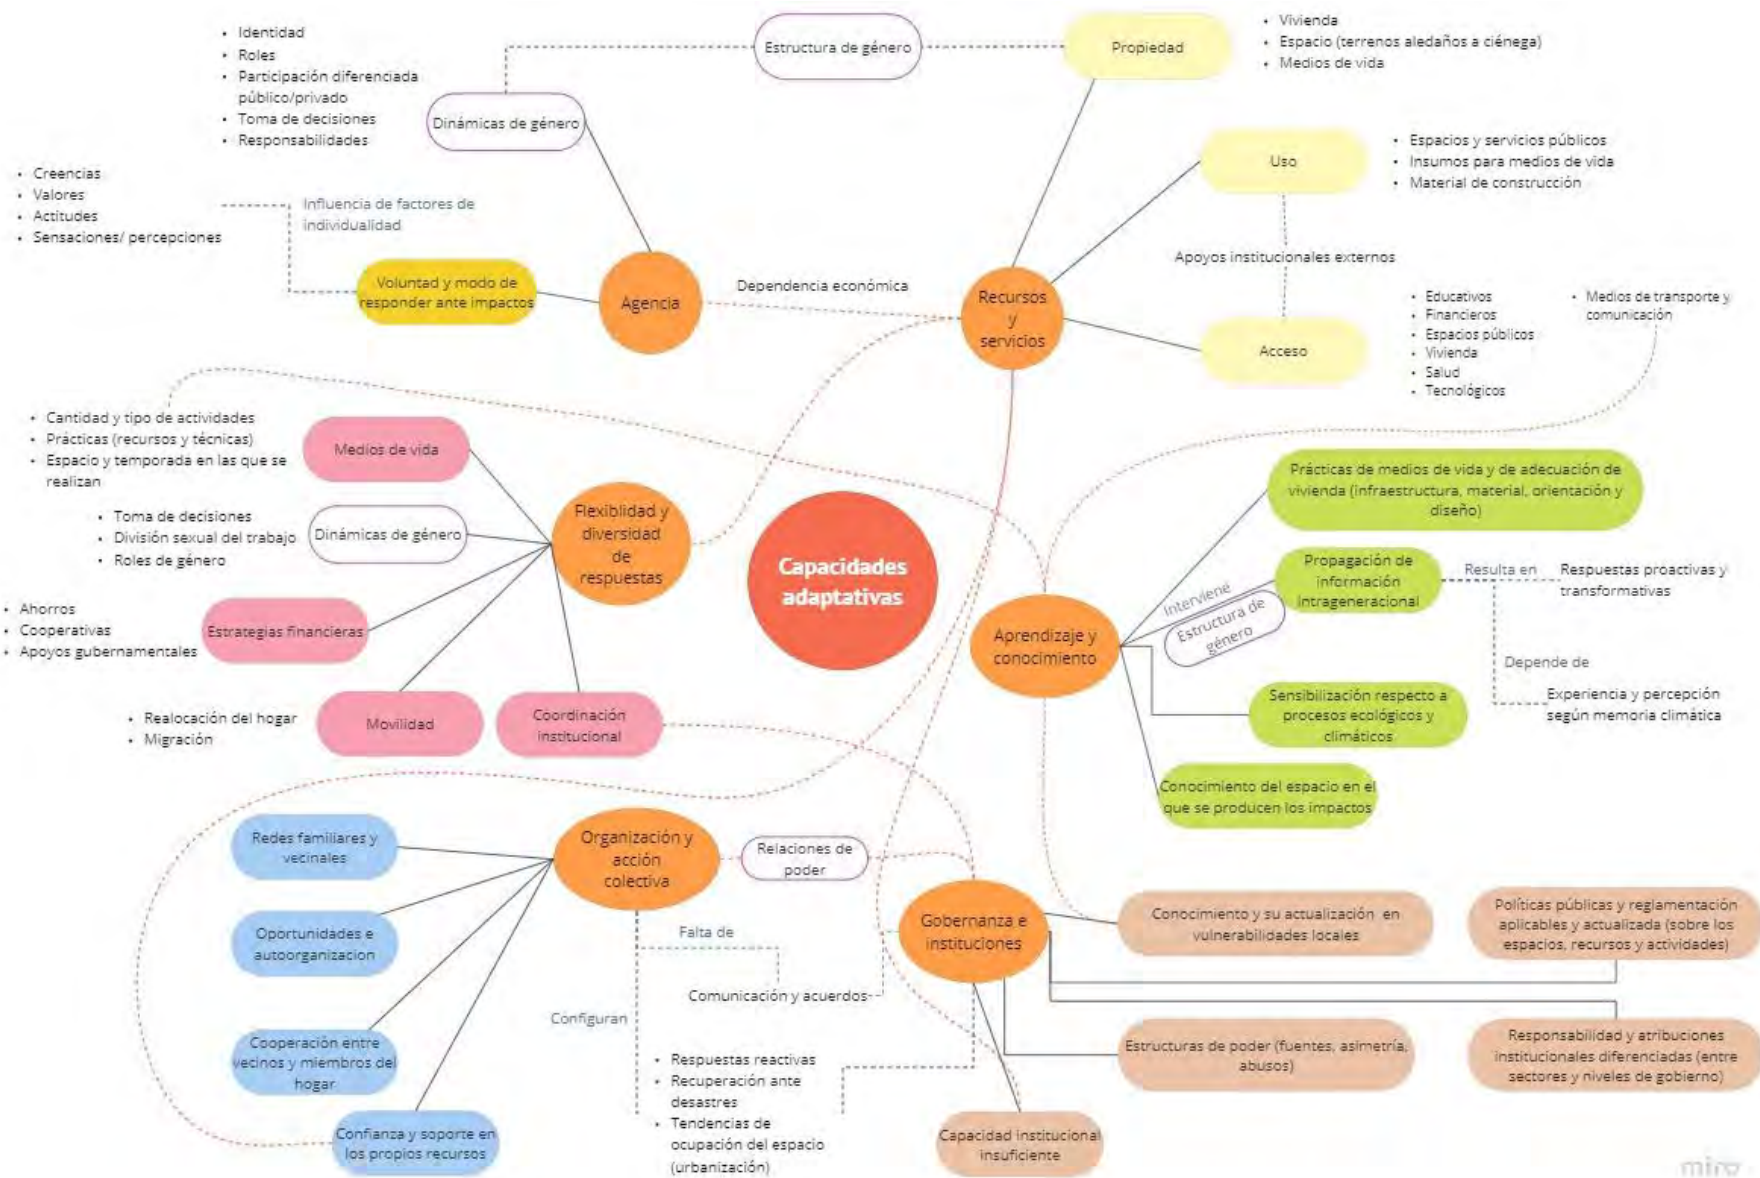 • Identidad
• Roles
• Participación diferenciada
público/privado
• Toma de decisiones
• Responsabilidades
Dinámicas de género
Estructura de género
Propiedad
• Vivienda
• Espacio (terrenos aledaños a ciénega)
• Medios de vida
Uso
• Espacios y servicios públicos
• Insumos para medios de vida
• Material de construcción
• Creencias
• Valores
• Actitudes
• Sensaciones/ percepciones
Influencia de factores de
individualidad
Voluntad y modo de
responder ante impactos
Agencia
Dependencia económica
Recursos
y
servicios
Apoyos institucionales externos
Acceso
• Educativos
• Financieros
• Espacios públicos
• Vivienda
• Salud
• Tecnológicos
• Medios de transporte y
comunicación
• Cantidad y tipo de actividades
• Prácticas (recursos y técnicas)
• Espacio y temporada en las que se
realizan
Medios de vida
• Toma de decisiones
• División sexual del trabajo
• Roles de género
Dinámicas de género
Flexiblidad y
diversidad
de
respuestas
• Ahorros
• Cooperativas
• Apoyos gubernamentales
Estrategias financieras
• Realocación del hogar
• Migración
Movilidad
Coordinación
institucional
Capacidades
adaptativas
Aprendizaje y
conocimiento
Prácticas de medios de vida y de adecuación de
vivienda (infraestructura, material, orientación y
diseño)
Interviene
Estructura de
género
Propagación de
información
intrageneracional
Resulta en
Respuestas proactivas y
transformativas
Depende de
Experiencia y percepción
según memoria climática
Sensibilización respecto a
procesos ecológicos y
climáticos
Conocimiento del espacio en el
que se producen los impactos
Redes familiares y
vecinales
Oportunidades e
autoorganizacion
Cooperación entre
vecinos y miembros del
hogar
Confianza y soporte en
los propios recursos
Organización y
acción
colectiva
Relaciones de
poder
Falta de
Comunicación y acuerdos
Configuran
• Respuestas reactivas
• Recuperación ante
desastres
• Tendencias de
ocupación del espacio
(urbanización)
Gobernanza e
instituciones
Conocimiento y su actualización en
vulnerabilidades locales
Políticas públicas y reglamentación
aplicables y actualizada (sobre los
espacios, recursos y actividades)
Estructuras de poder (fuentes, asimetría,
abusos)
Responsabilidad y atribuciones
institucionales diferenciadas (entre
sectores y niveles de gobierno)
Capacidad institucional
insuficiente
miro